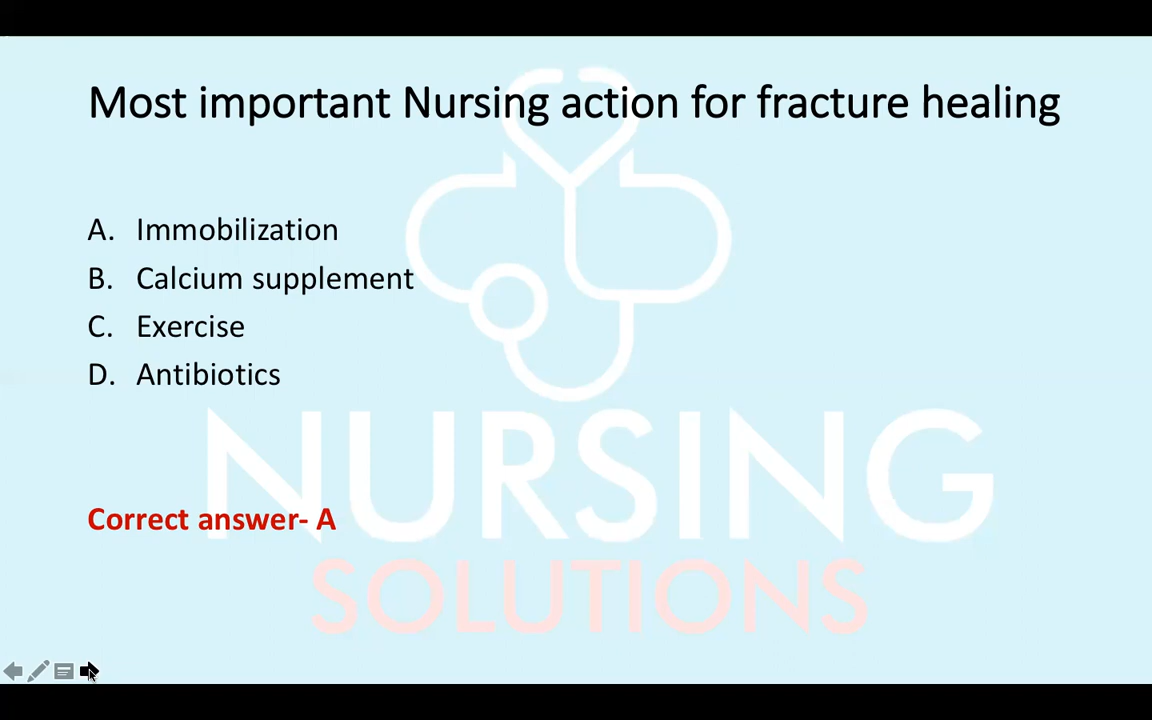 Most important Nursing action for fracture healing
A. Immobilization
B. Calcium supplement
C. Exercise
D. Antibiotics
Correct answer- A
NURSING
SOLUTIONS